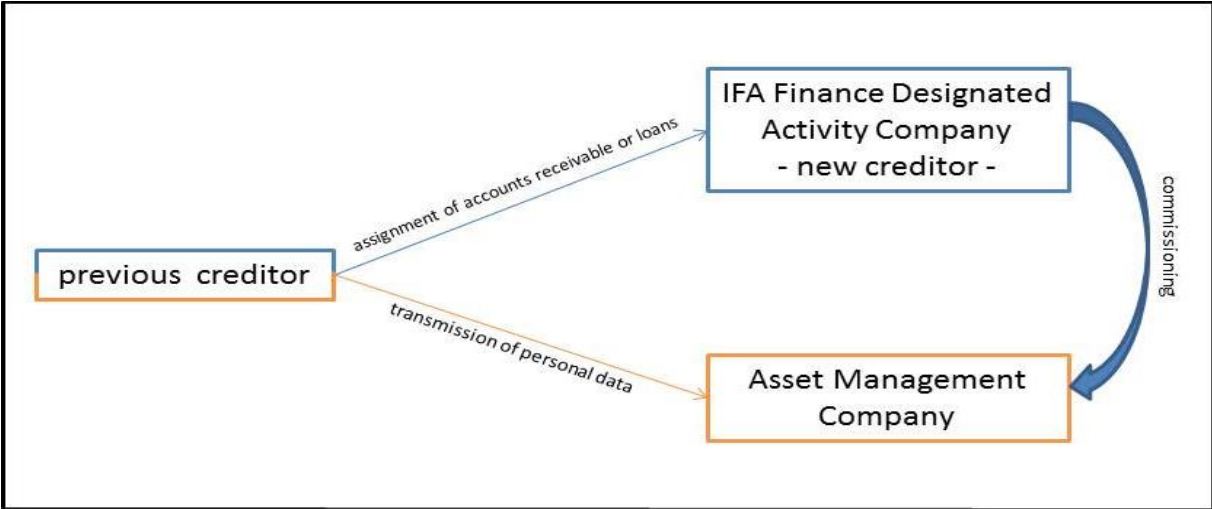 IFA Finance Designated
Activity Company
- new creditor -
assignment of accounts receivable or loans
commissioning
previous creditor
transmission of personal data
Asset Management
Company